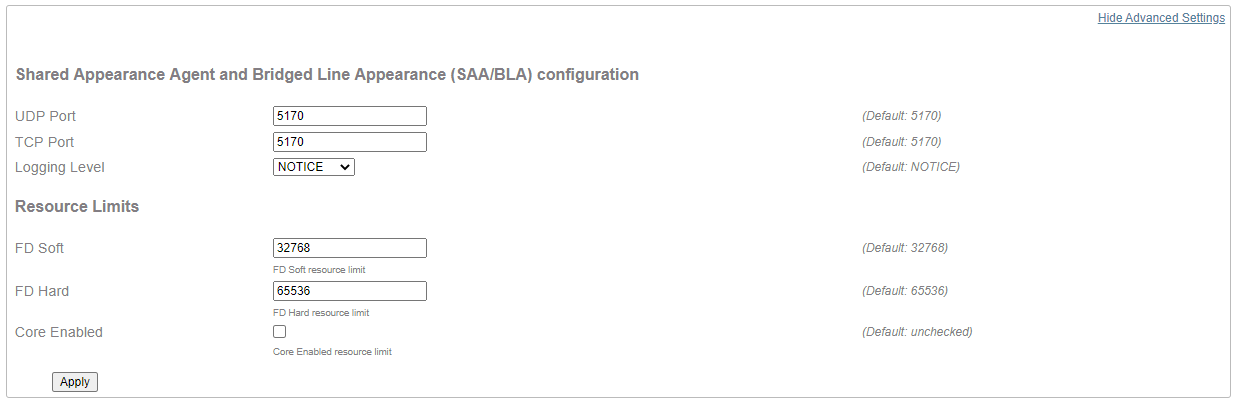 Hide Advanced Settings
Shared Appearance Agent and Bridged Line Appearance (SAA/BLA) configuration
UDP Port 5170 (Default: 5170)
TCP Port 5170 (Default: 5170)
Logging Level NOTICE (Default: NOTICE)
Resource Limits
FD Soft 32768 (Default: 32768)
FD Soft resource limit
FD Hard 65536 (Default: 65536)
FD Hard resource limit
Core Enabled (Default: unchecked)
Core Enabled resource limit
Apply